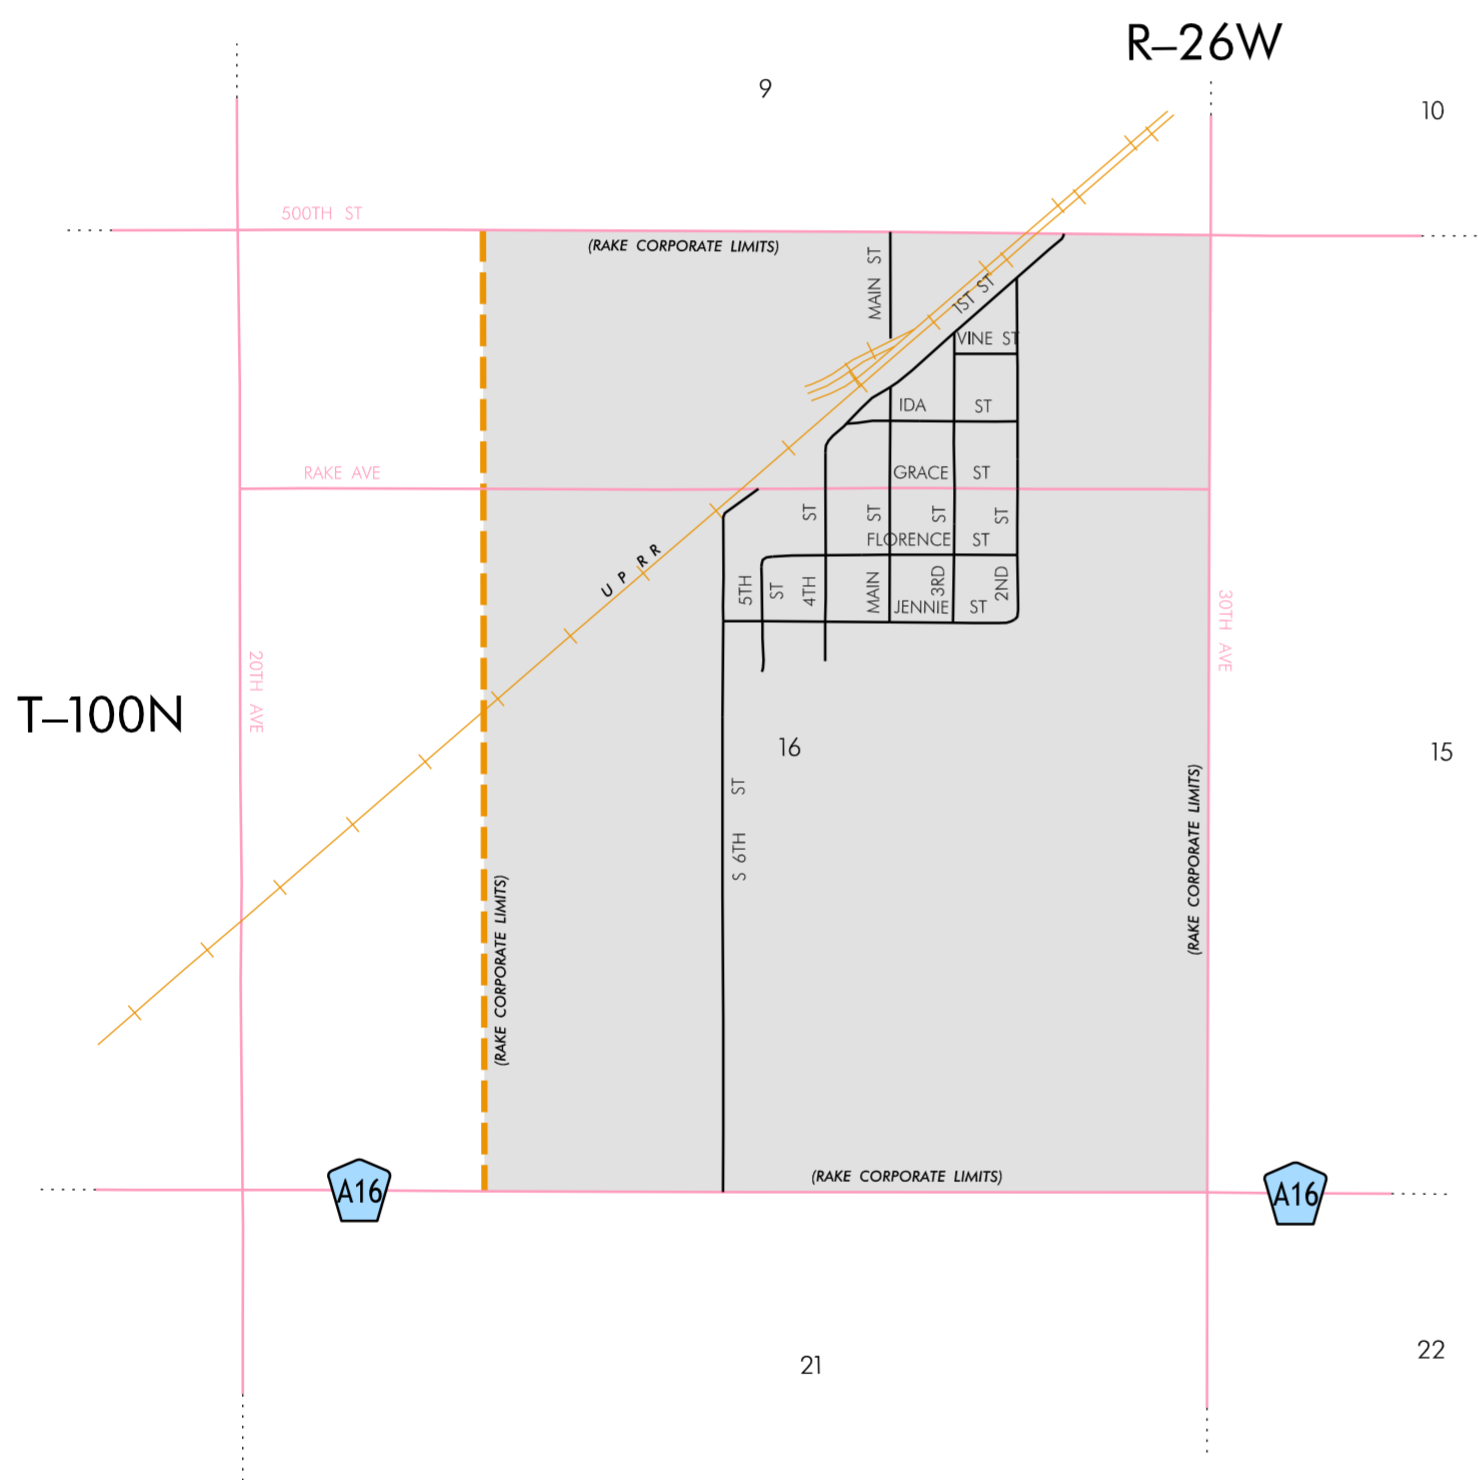 R–26W
9
10
500TH ST
(RAKE CORPORATE LIMITS)
MAIN ST
1ST ST
VINE ST
IDA ST
RAKE AVE
GRACE ST
FLORENCE ST
5TH ST
4TH ST
MAIN ST
3RD ST
2ND ST
JENNIE ST
U P R R
20TH AVE
30TH AVE
T–100N
16
15
S 6TH ST
(RAKE CORPORATE LIMITS)
(RAKE CORPORATE LIMITS)
(RAKE CORPORATE LIMITS)
A16
A16
21
22